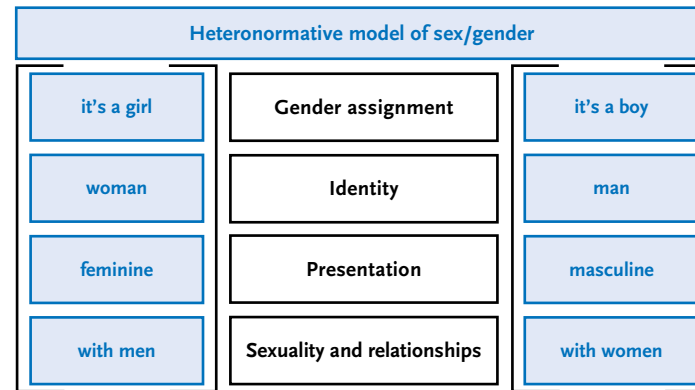 Heteronormative model of sex/gender
it's a girl
Gender assignment
it's a boy
woman
Identity
man
feminine
Presentation
masculine
with men
Sexuality and relationships
with women